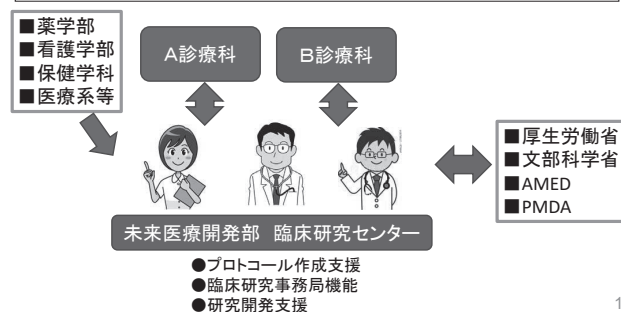 ■薬学部
■看護学部
■保健学科
■医療系等
A診療科
B診療科
■厚生労働省
■文部科学省
■AMED
■PMDA
未来医療開発部 臨床研究センター
●プロトコール作成支援
●臨床研究事務局機能
●研究開発支援
1